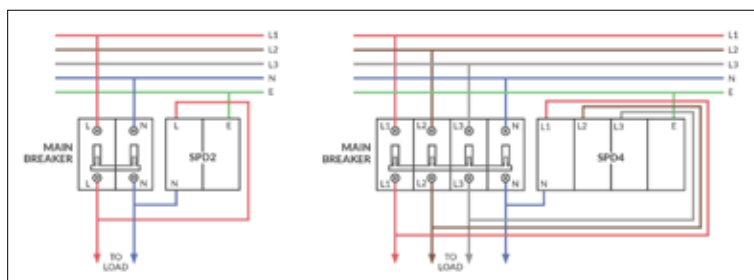 L1
L2
L3
N
E
L N
L E
MAIN
BREAKER
SPD2
L N
N
TO
LOAD
L1
L2
L3
N
E
L1 L2 L3 N
L1 L2 L3 E
MAIN
BREAKER
SPD4
L1 L2 L3 N
N
TO
LOAD